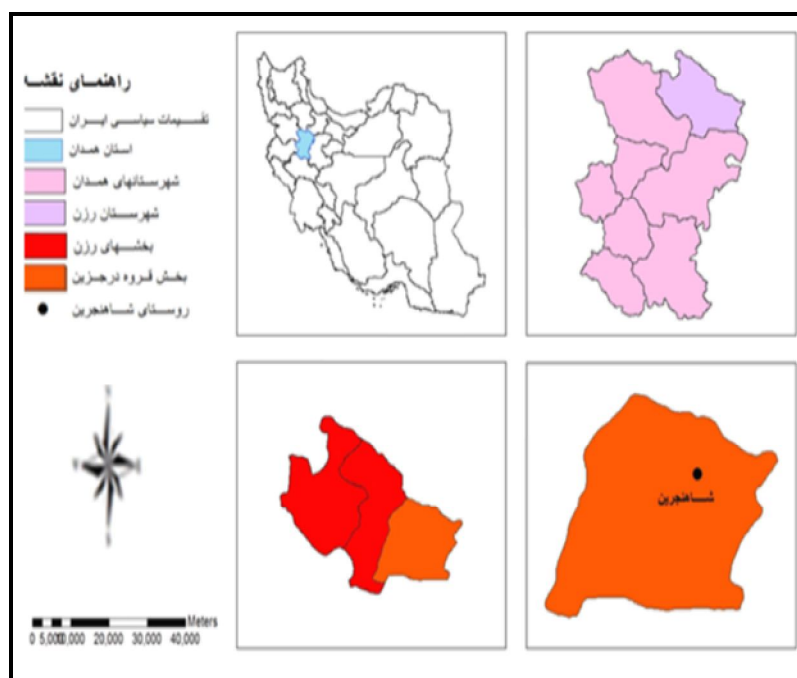 راهنمای نقشه
تقسیمات سیاسی ایران
استان همدان
شهرستانهای همدان
شهرستان رزن
بخشهای رزن
بخش قروه درجزین
روستای شاهنجرین
شاهنجرین
Meters
0 5,000 10,000 20,000 30,000 40,000